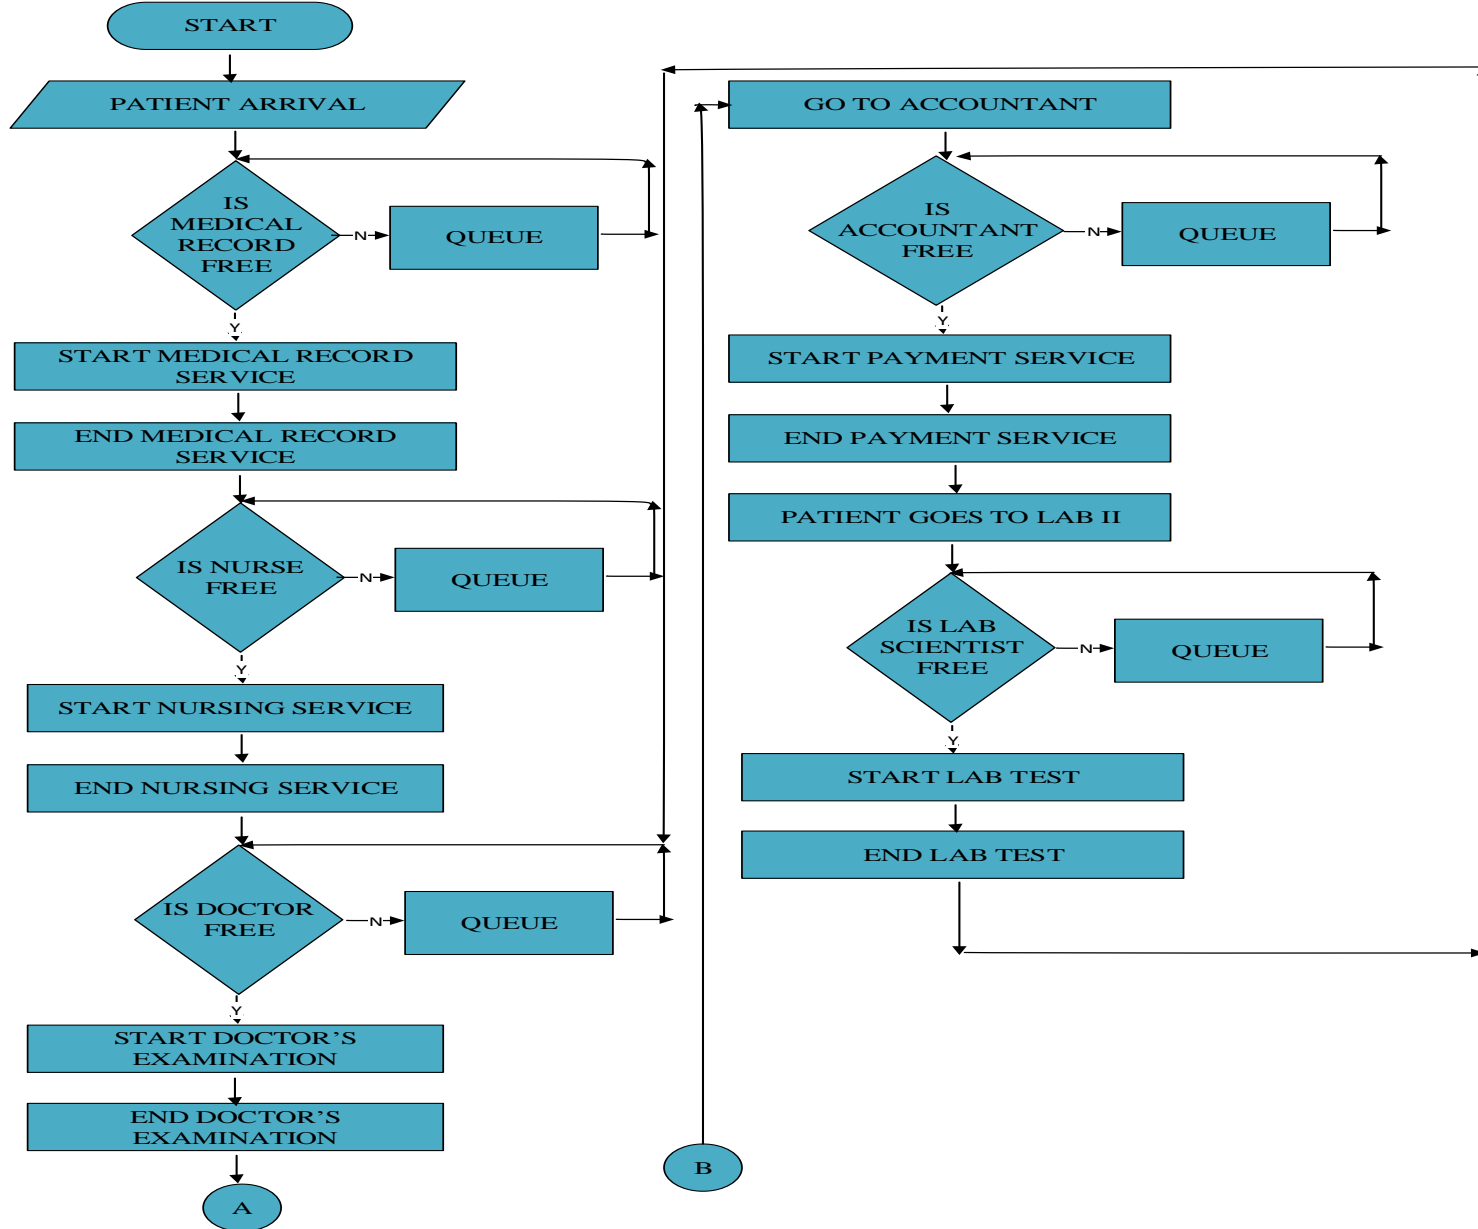 START
PATIENT ARRIVAL
IS
MEDICAL
RECORD
FREE
N
QUEUE
Y
START MEDICAL RECORD
SERVICE
END MEDICAL RECORD
SERVICE
IS NURSE
FREE
N
QUEUE
Y
START NURSING SERVICE
END NURSING SERVICE
IS DOCTOR
FREE
N
QUEUE
Y
START DOCTOR’S
EXAMINATION
END DOCTOR’S
EXAMINATION
A
B
GO TO ACCOUNTANT
IS
ACCOUNTANT
FREE
N
QUEUE
Y
START PAYMENT SERVICE
END PAYMENT SERVICE
PATIENT GOES TO LAB II
IS LAB
SCIENTIST
FREE
N
QUEUE
Y
START LAB TEST
END LAB TEST